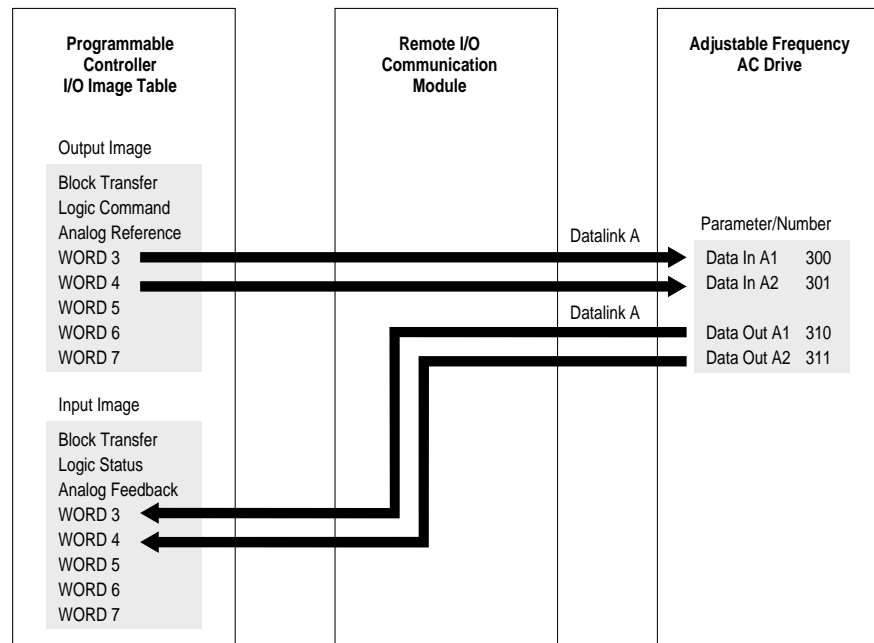 Programmable
Controller
I/O Image Table
Remote I/O
Communication
Module
Adjustable Frequency
AC Drive
Output Image
Block Transfer
Logic Command
Analog Reference
WORD 3
WORD 4
WORD 5
WORD 6
WORD 7
Datalink A
Datalink A
Parameter/Number
Data In A1 300
Data In A2 301
Data Out A1 310
Data Out A2 311
Input Image
Block Transfer
Logic Status
Analog Feedback
WORD 3
WORD 4
WORD 5
WORD 6
WORD 7